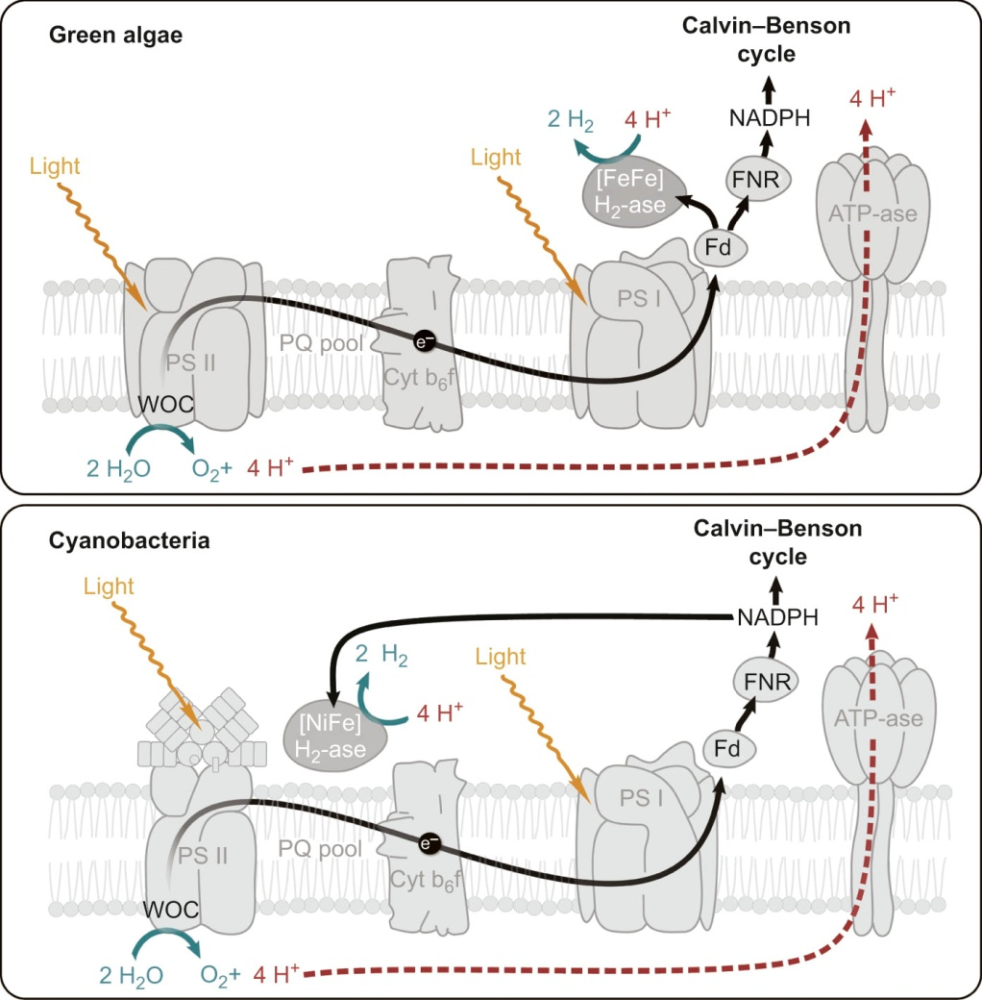 Green algae
Calvin–Benson
cycle
4 H⁺
2 H₂
4 H⁺
NADPH
Light
Light
[FeFe]
H₂-ase
FNR
ATP-ase
Fd
PS I
PQ pool
e⁻
PS II
Cyt b₆f
WOC
2 H₂O
O₂+
4 H⁺
Cyanobacteria
Calvin–Benson
cycle
Light
4 H⁺
NADPH
2 H₂
Light
FNR
[NiFe]
H₂-ase
4 H⁺
ATP-ase
Fd
PS I
PQ pool
e⁻
PS II
Cyt b₆f
WOC
2 H₂O
O₂+
4 H⁺